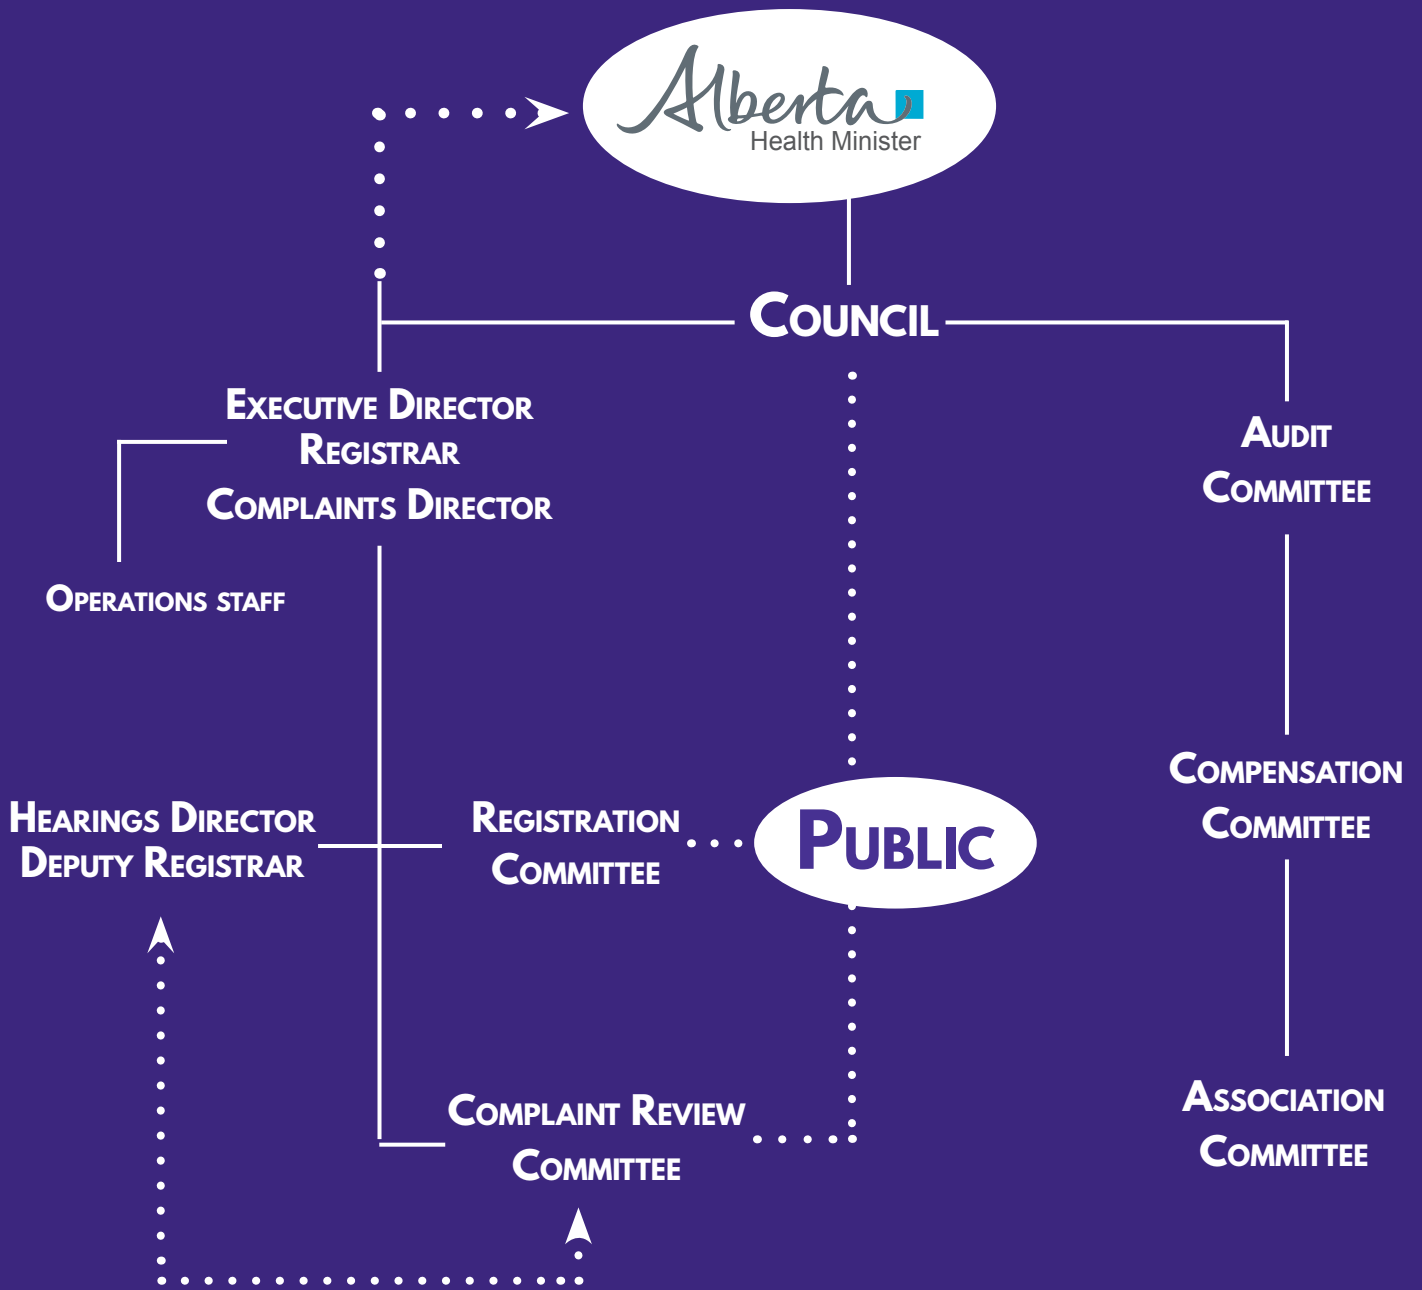 Alberta
Health Minister
Council
Executive Director
Registrar
Complaints Director
Audit
Committee
Operations staff
Hearings Director
Deputy Registrar
Registration
Committee
Public
Compensation
Committee
Complaint Review
Committee
Association
Committee